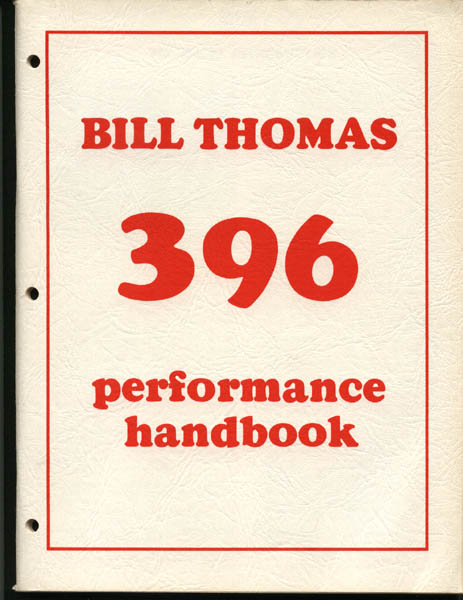 BILL THOMAS
396
performance
handbook